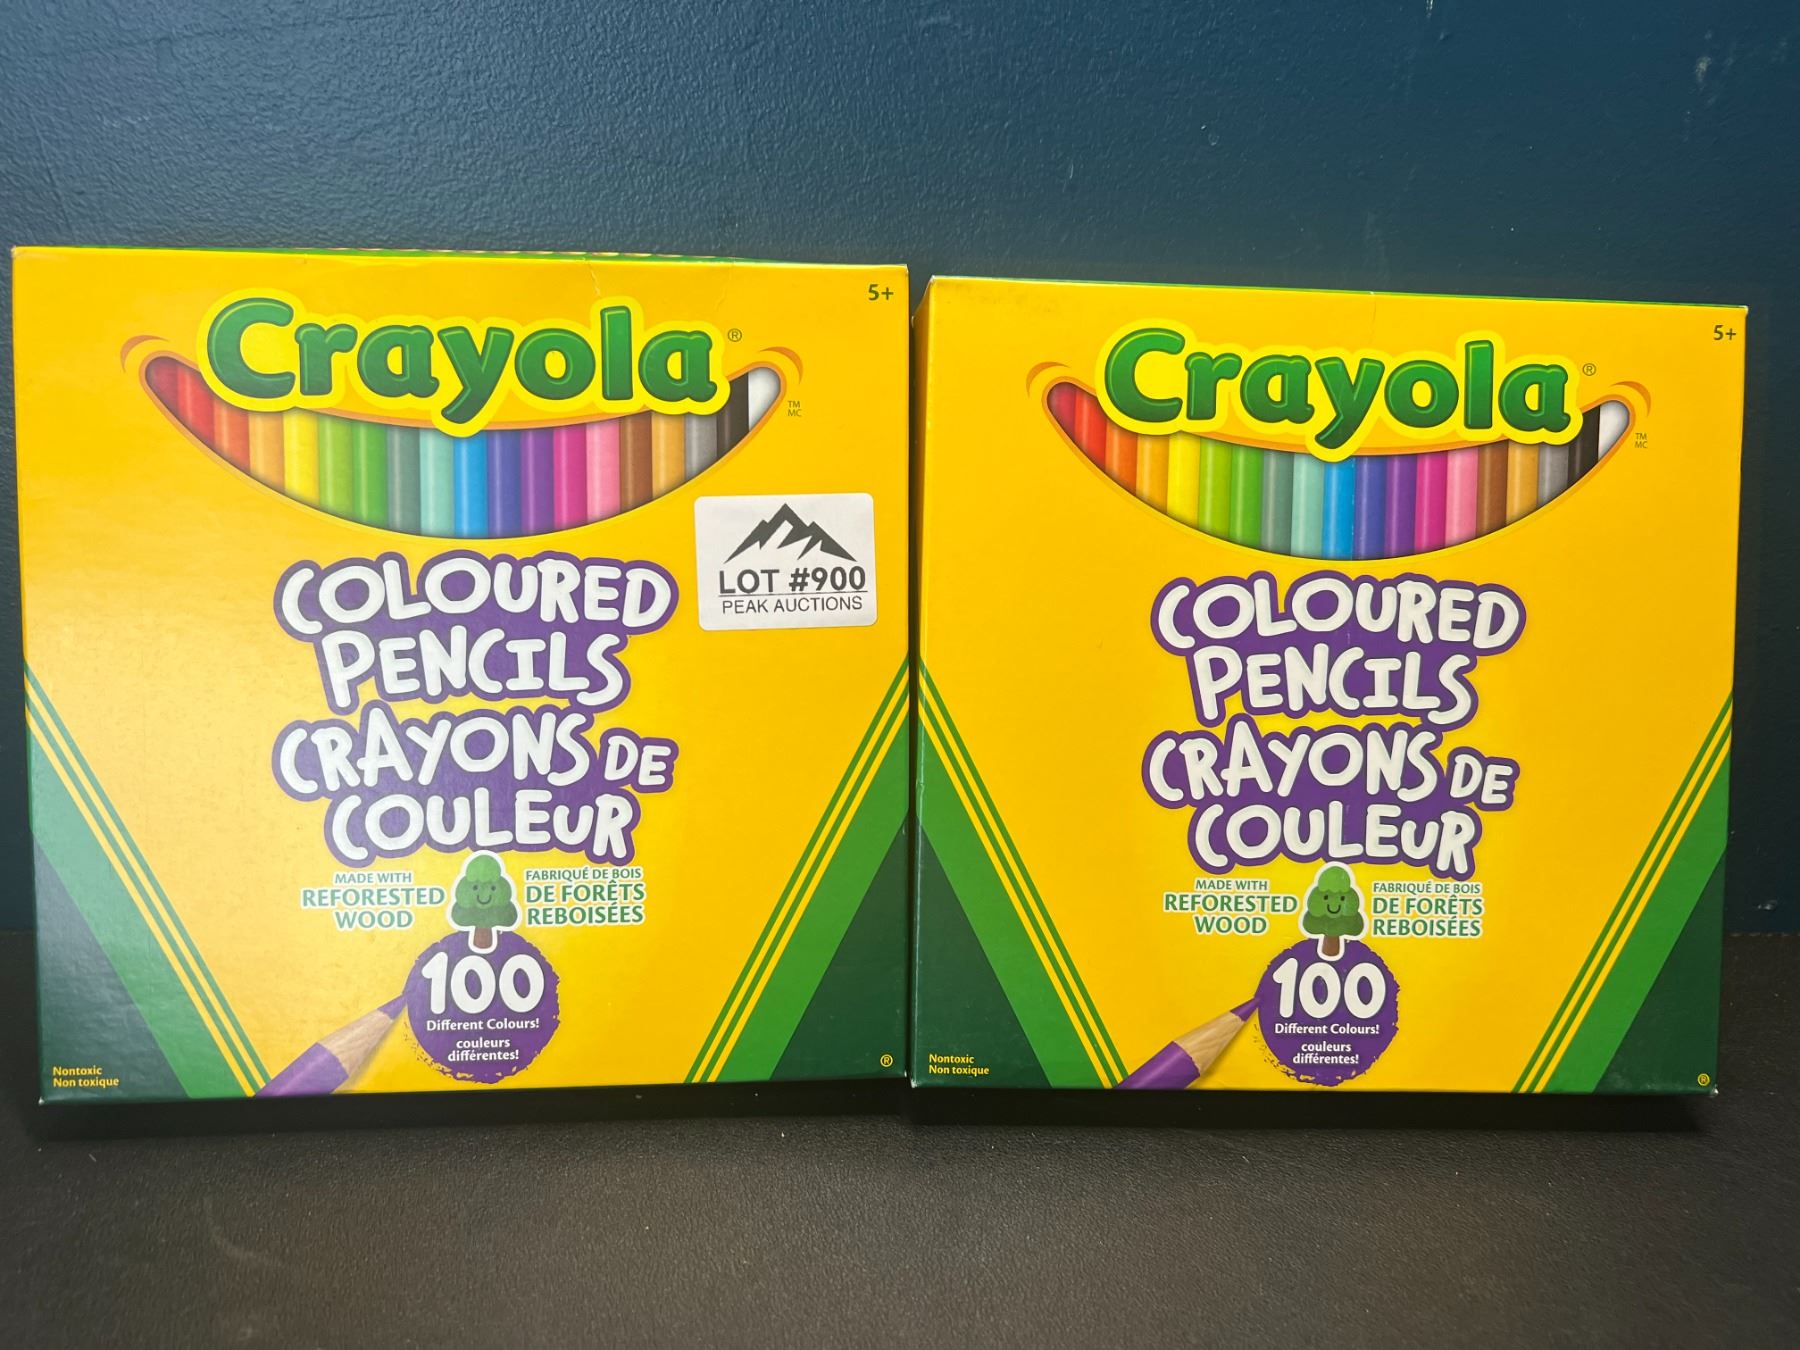 5+
Crayola®
TM
MC
COLOURED
PENCILS
CRAYONS DE
COULEUR
MADE WITH
REFORESTED
WOOD
FABRIQUÉ DE BOIS
DE FORÊTS
REBOISÉES
100
Different Colours!
couleurs
différentes!
Nontoxic
Non toxique
®
LOT #900
PEAK AUCTIONS
5+
Crayola®
TM
MC
COLOURED
PENCILS
CRAYONS DE
COULEUR
MADE WITH
REFORESTED
WOOD
FABRIQUÉ DE BOIS
DE FORÊTS
REBOISÉES
100
Different Colours!
couleurs
différentes!
Nontoxic
Non toxique
®